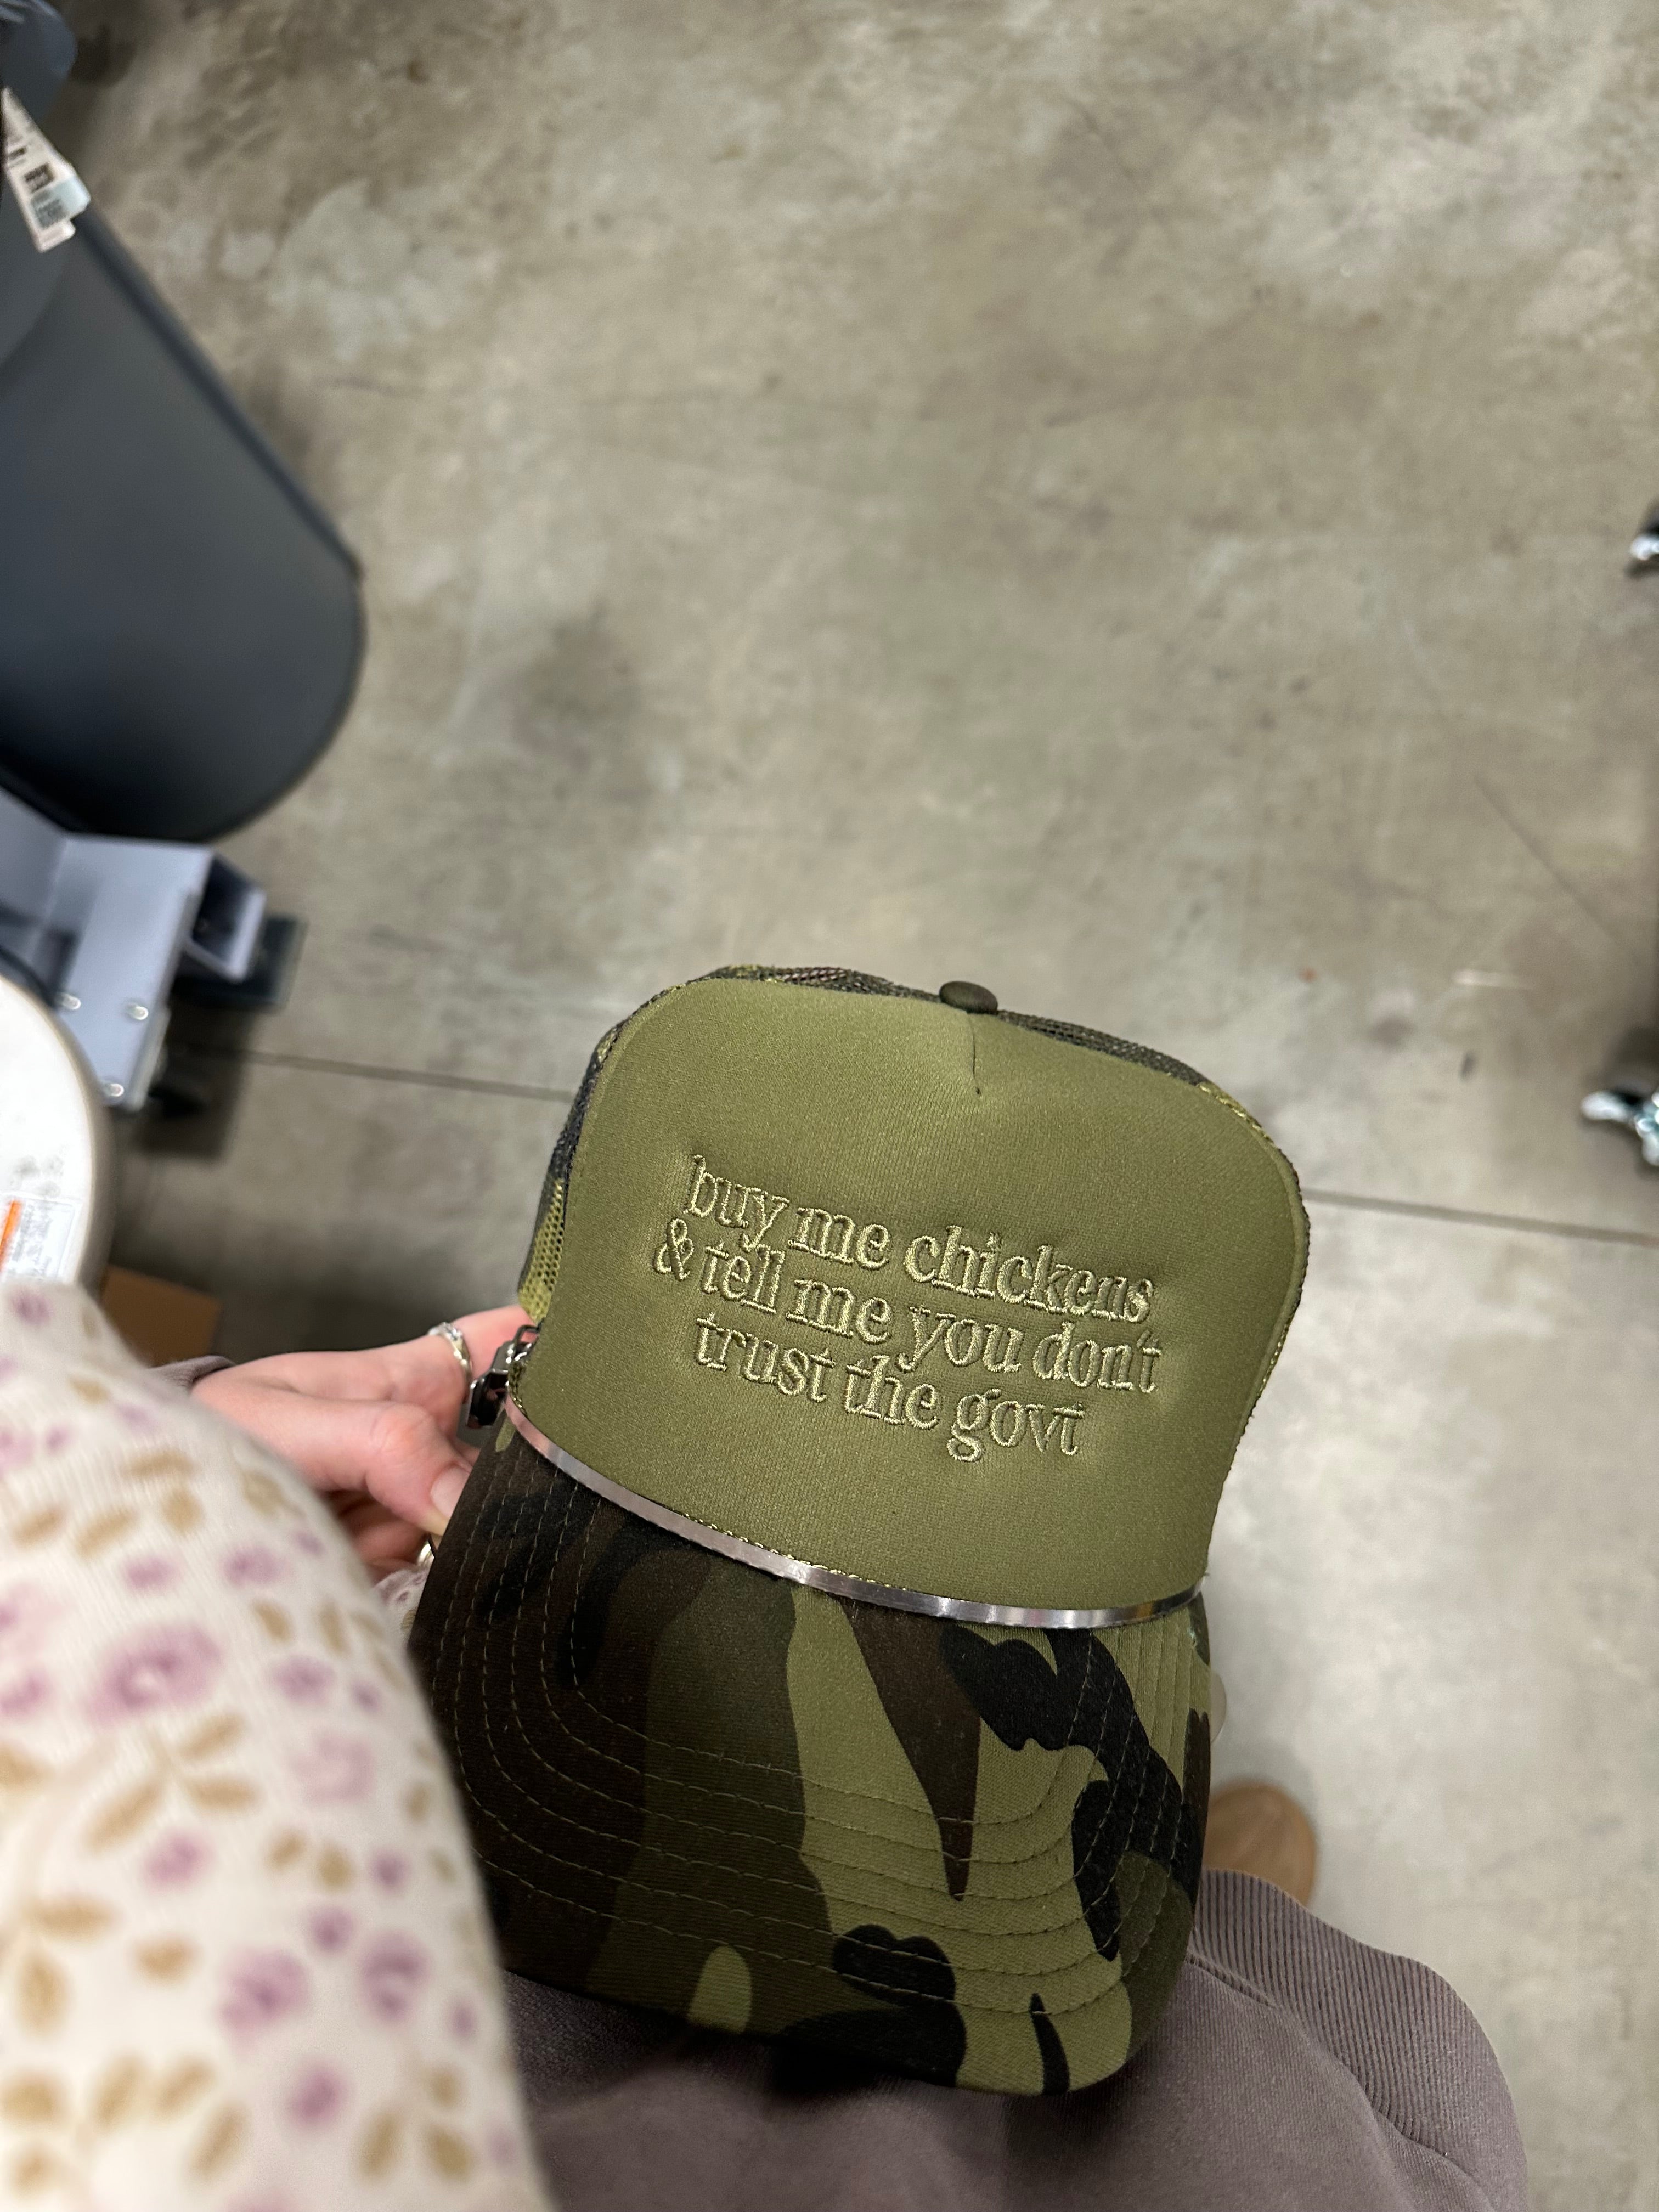 buy me chickens
& tell me you don't
trust the govt